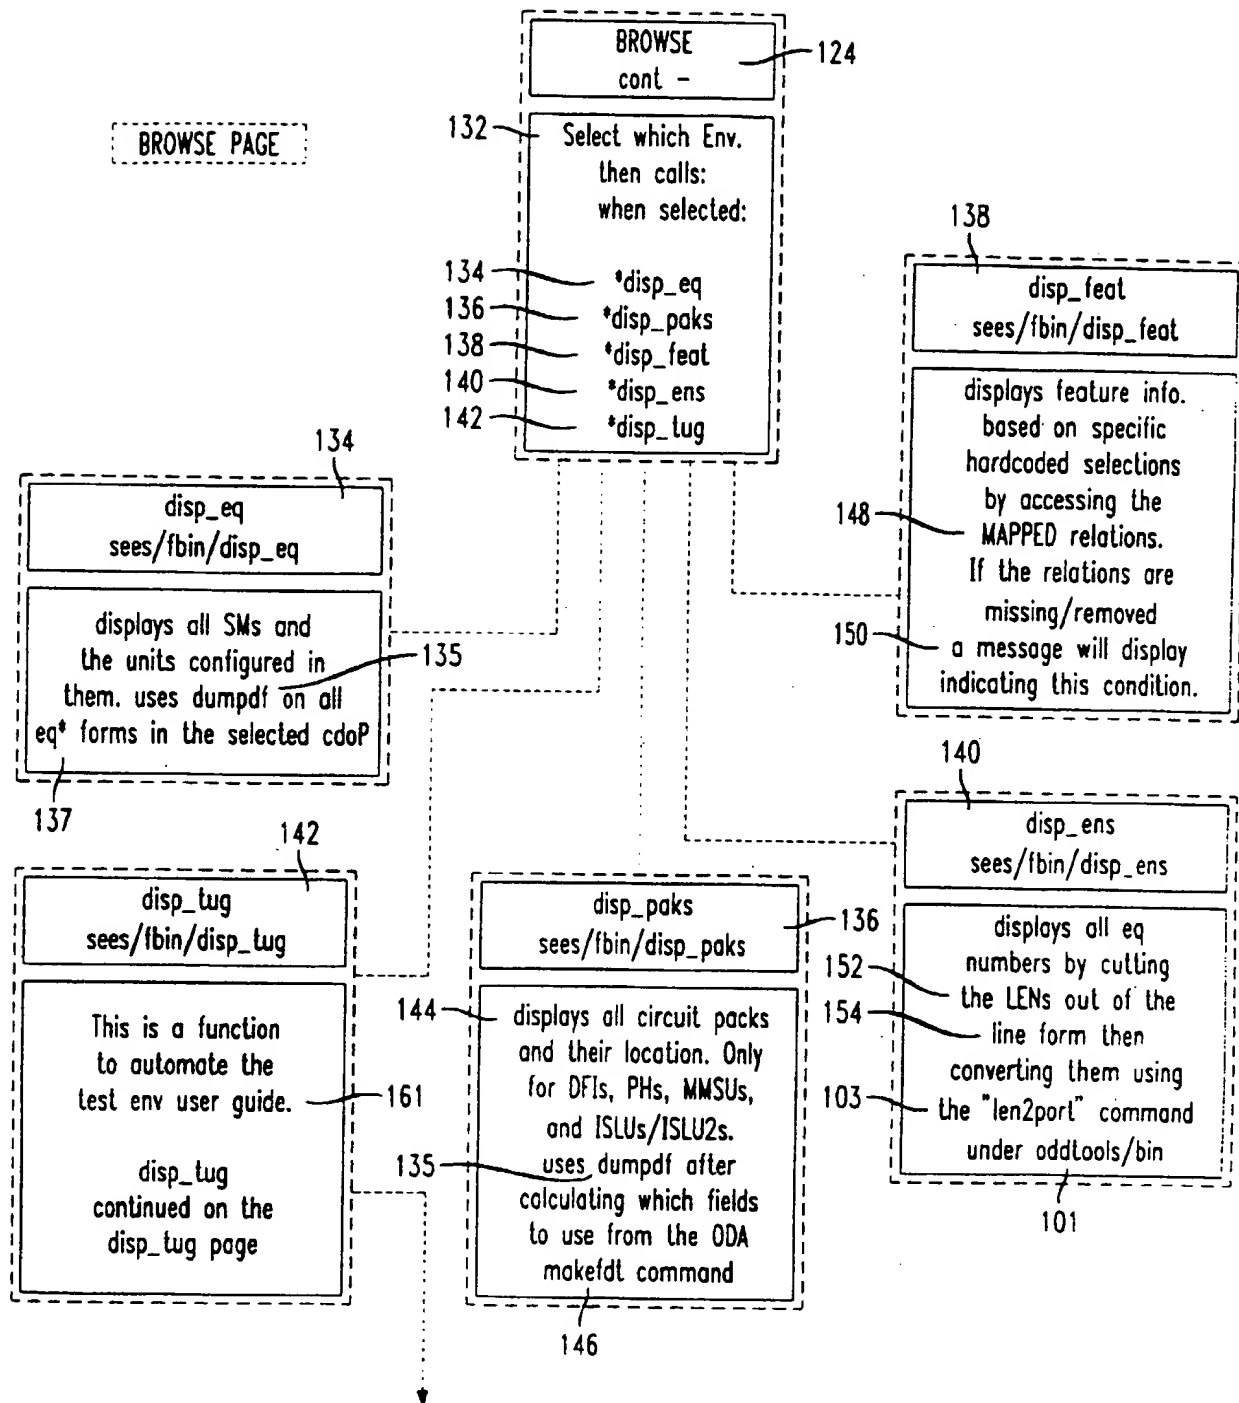 BROWSE
cont -
124
BROWSE PAGE
132
Select which Env.
then calls:
when selected:
134
*disp_eq
136
*disp_paks
138
*disp_feat
140
*disp_ens
142
*disp_tug
138
disp_feat
sees/fbin/disp_feat
displays feature info.
based on specific
hardcoded selections
by accessing the
148
MAPPED relations.
If the relations are
missing/removed
150
a message will display
indicating this condition.
134
disp_eq
sees/fbin/disp_eq
displays all SMs and
the units configured in
135
them. uses dumpdf on all
eq* forms in the selected cdoP
137
142
disp_tug
sees/fbin/disp_tug
This is a function
to automate the
test env user guide.
161
disp_tug
continued on the
disp_tug page
disp_paks
sees/fbin/disp_paks
136
144
displays all circuit packs
and their location. Only
for DFIs, PHs, MMSUs,
and ISLUs/ISLU2s.
135
uses dumpdf after
calculating which fields
to use from the ODA
makefdt command
146
140
disp_ens
sees/fbin/disp_ens
displays all eq
numbers by cutting
152
the LENs out of the
154
line form then
converting them using
103
the "len2port" command
under oddtools/bin
101